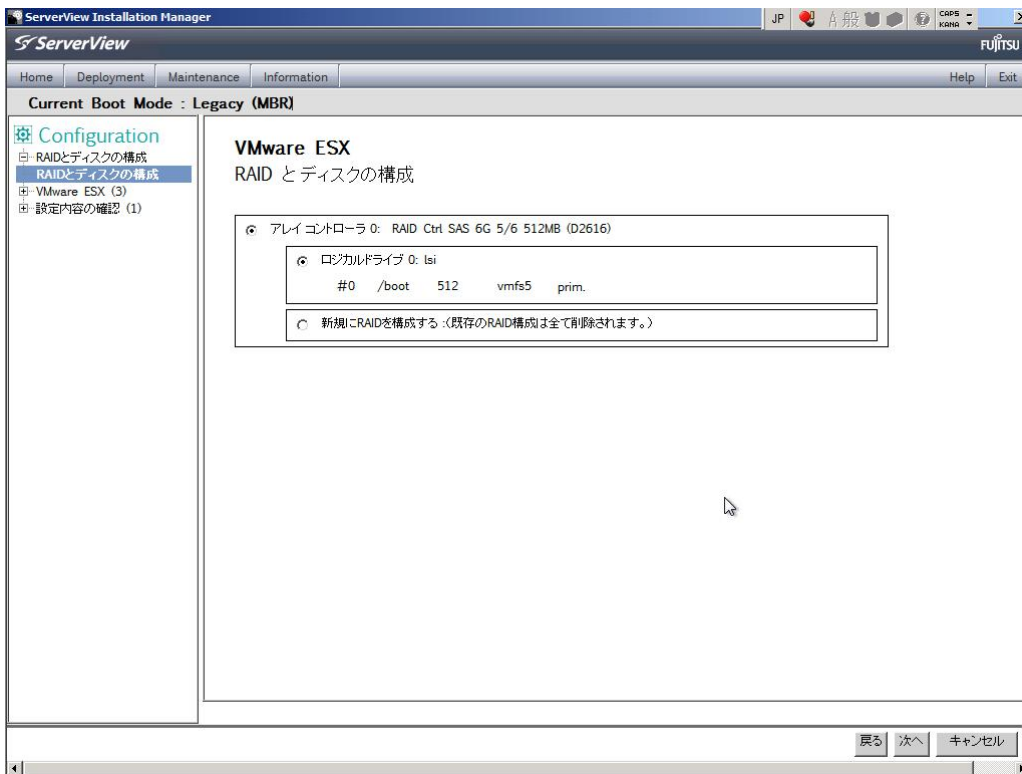 ServerView Installation Manager
JP A 般 CAPS KANA
ServerView FUJITSU
Home Deployment Maintenance Information Help Exit
Current Boot Mode : Legacy (MBR)
Configuration
RAIDとディスクの構成
RAIDとディスクの構成
VMware ESX (3)
設定内容の確認 (1)
VMware ESX
RAID とディスクの構成
アレイ コントローラ 0: RAID Ctrl SAS 6G 5/6 512MB (D2616)
ロジカルドライブ 0: lsi
#0 /boot 512 vmfs5 prim.
新規にRAIDを構成する :(既存のRAID構成は全て削除されます。)
戻る 次へ キャンセル